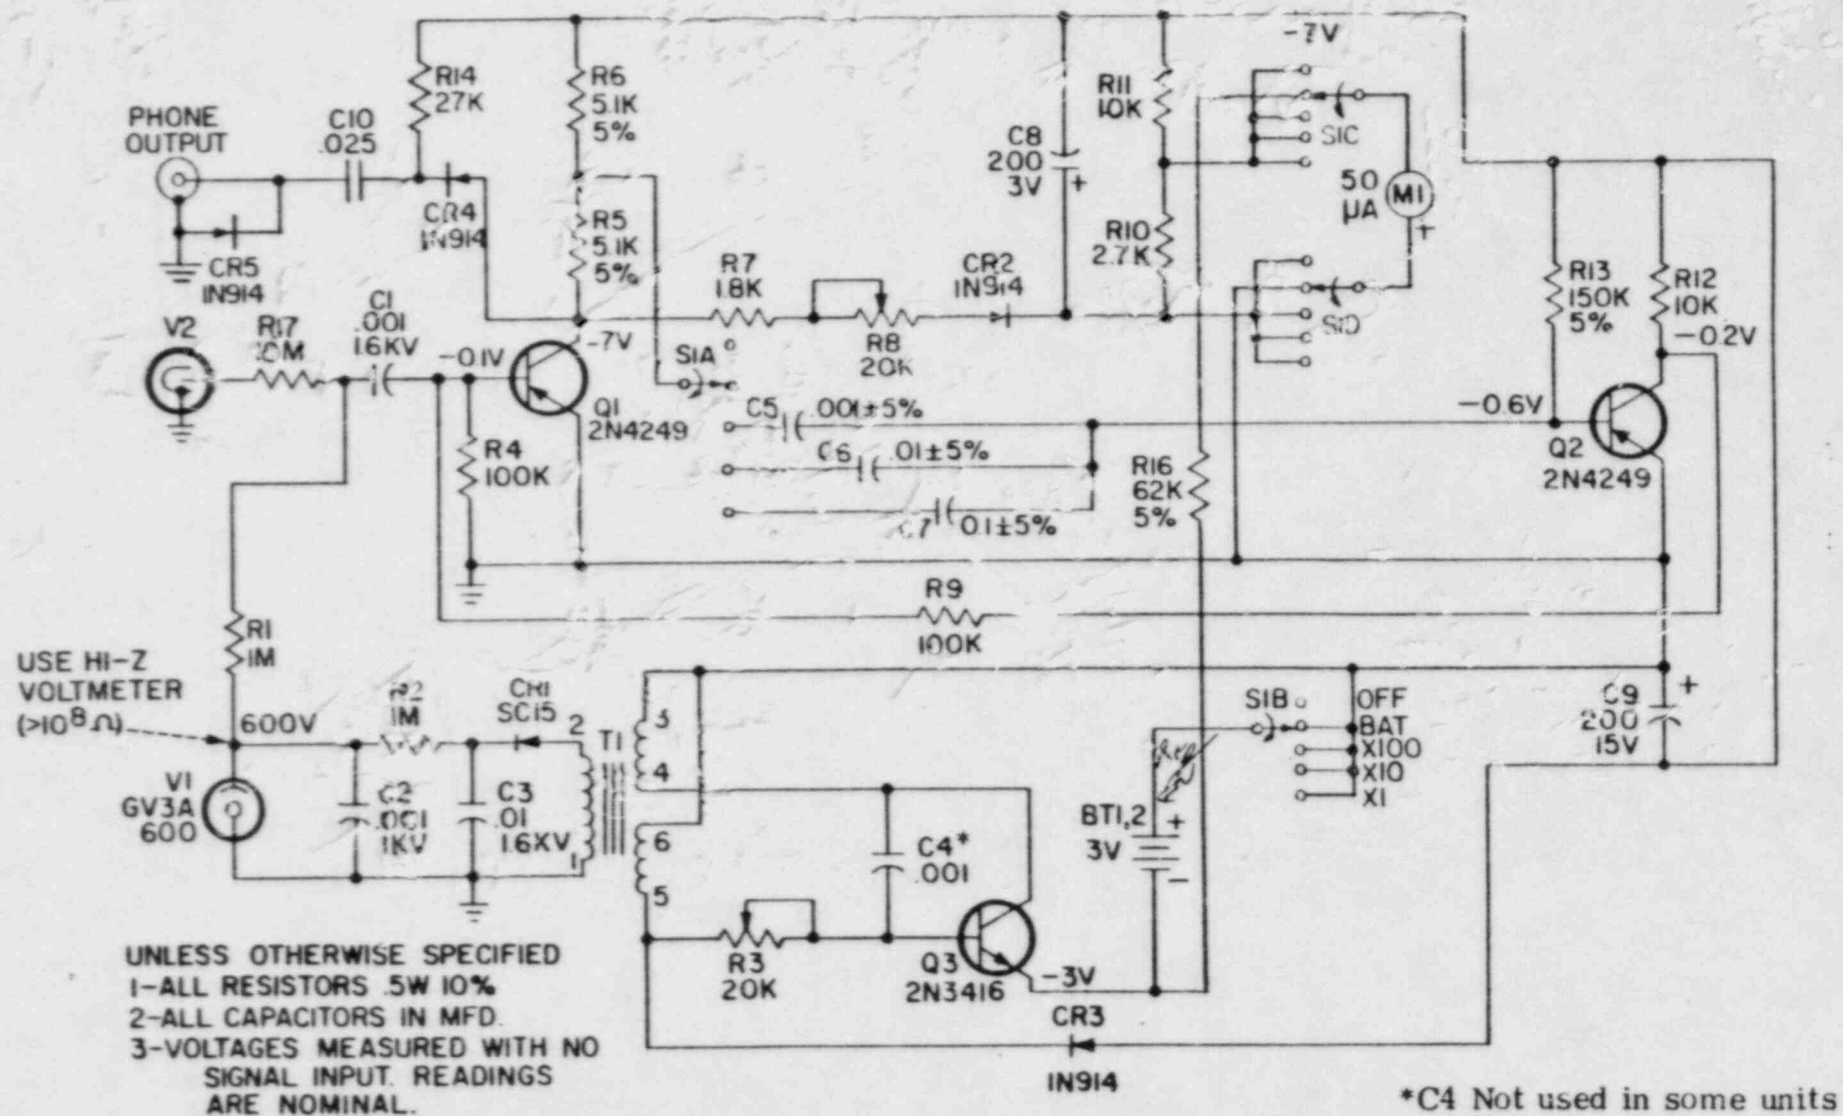 -7V
R14
27K
R6
5.1K
5%
R11
10K
PHONE
OUTPUT
C10
.025
C8
200
3V
+
S1C
50
μA
M1
+
CR4
1N914
R5
5.1K
5%
R10
2.7K
CR5
1N914
R7
1.8K
CR2
1N914
R13
150K
5%
R12
10K
-0.2V
V2
R17
C1
.001
1.6KV
-0.1V
-7V
S1A
R8
20K
S1D
Q1
2N4249
C5 .001±5%
-0.6V
Q2
2N4249
R4
100K
C6 .01±5%
R16
62K
5%
C7 0.1±5%
R9
100K
R1
1M
USE HI-Z
VOLTMETER
(>10⁸Ω)
600V
1M
CR1
SC15
2
T1
3
4
S1B
OFF
BAT
X100
X10
X1
C9
200
15V
+
V1
GV3A
600
C2
.001
1KV
C3
.01
1.6KV
1
6
5
C4*
.001
BT1,2
3V
+
-
R3
20K
Q3
2N3416
-3V
CR3
1N914
UNLESS OTHERWISE SPECIFIED
1-ALL RESISTORS .5W 10%
2-ALL CAPACITORS IN MFD.
3-VOLTAGES MEASURED WITH NO
SIGNAL INPUT. READINGS
ARE NOMINAL.
*C4 Not used in some units